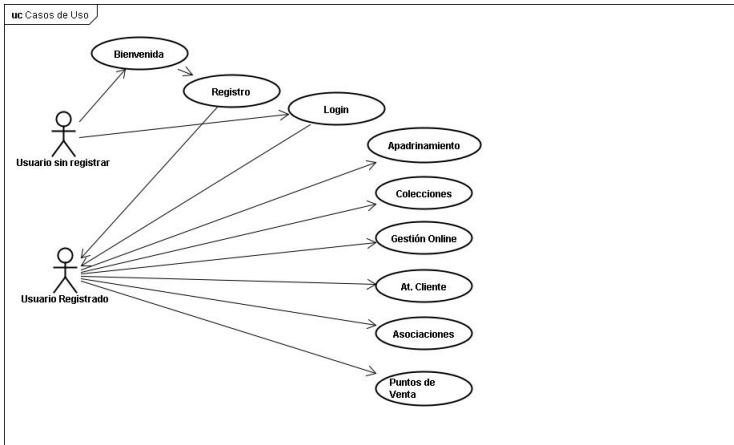 uc Casos de Uso
Bienvenida
Registro
Login
Usuario sin registrar
Apadrinamiento
Colecciones
Gestión Online
Usuario Registrado
At. Cliente
Asociaciones
Puntos de
Venta